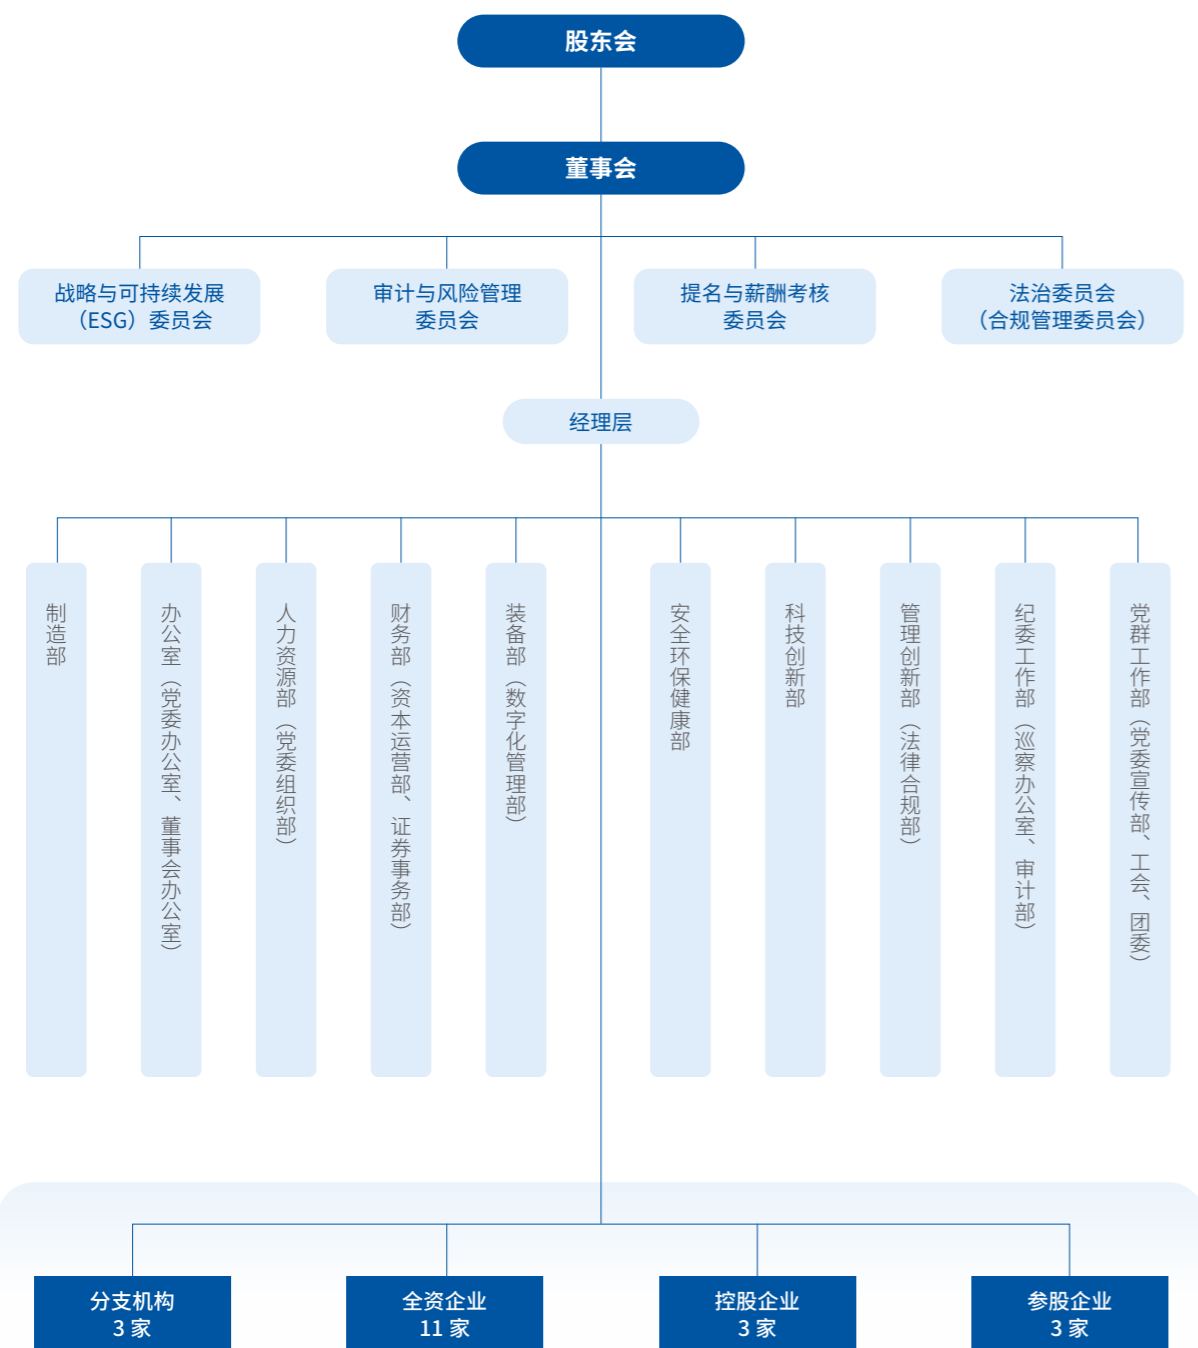 股东会
董事会
战略与可持续发展
（ESG）委员会
审计与风险管理
委员会
提名与薪酬考核
委员会
法治委员会
（合规管理委员会）
经理层
制造部
办公室（党委办公室、董事会办公室）
人力资源部（党委组织部）
财务部（资本运营部、证券事务部）
装备部（数字化管理部）
安全环保健康部
科技创新部
管理创新部（法律合规部）
纪委工作部（巡察办公室、审计部）
党群工作部（党委宣传部、工会、团委）
分支机构
3 家
全资企业
11 家
控股企业
3 家
参股企业
3 家